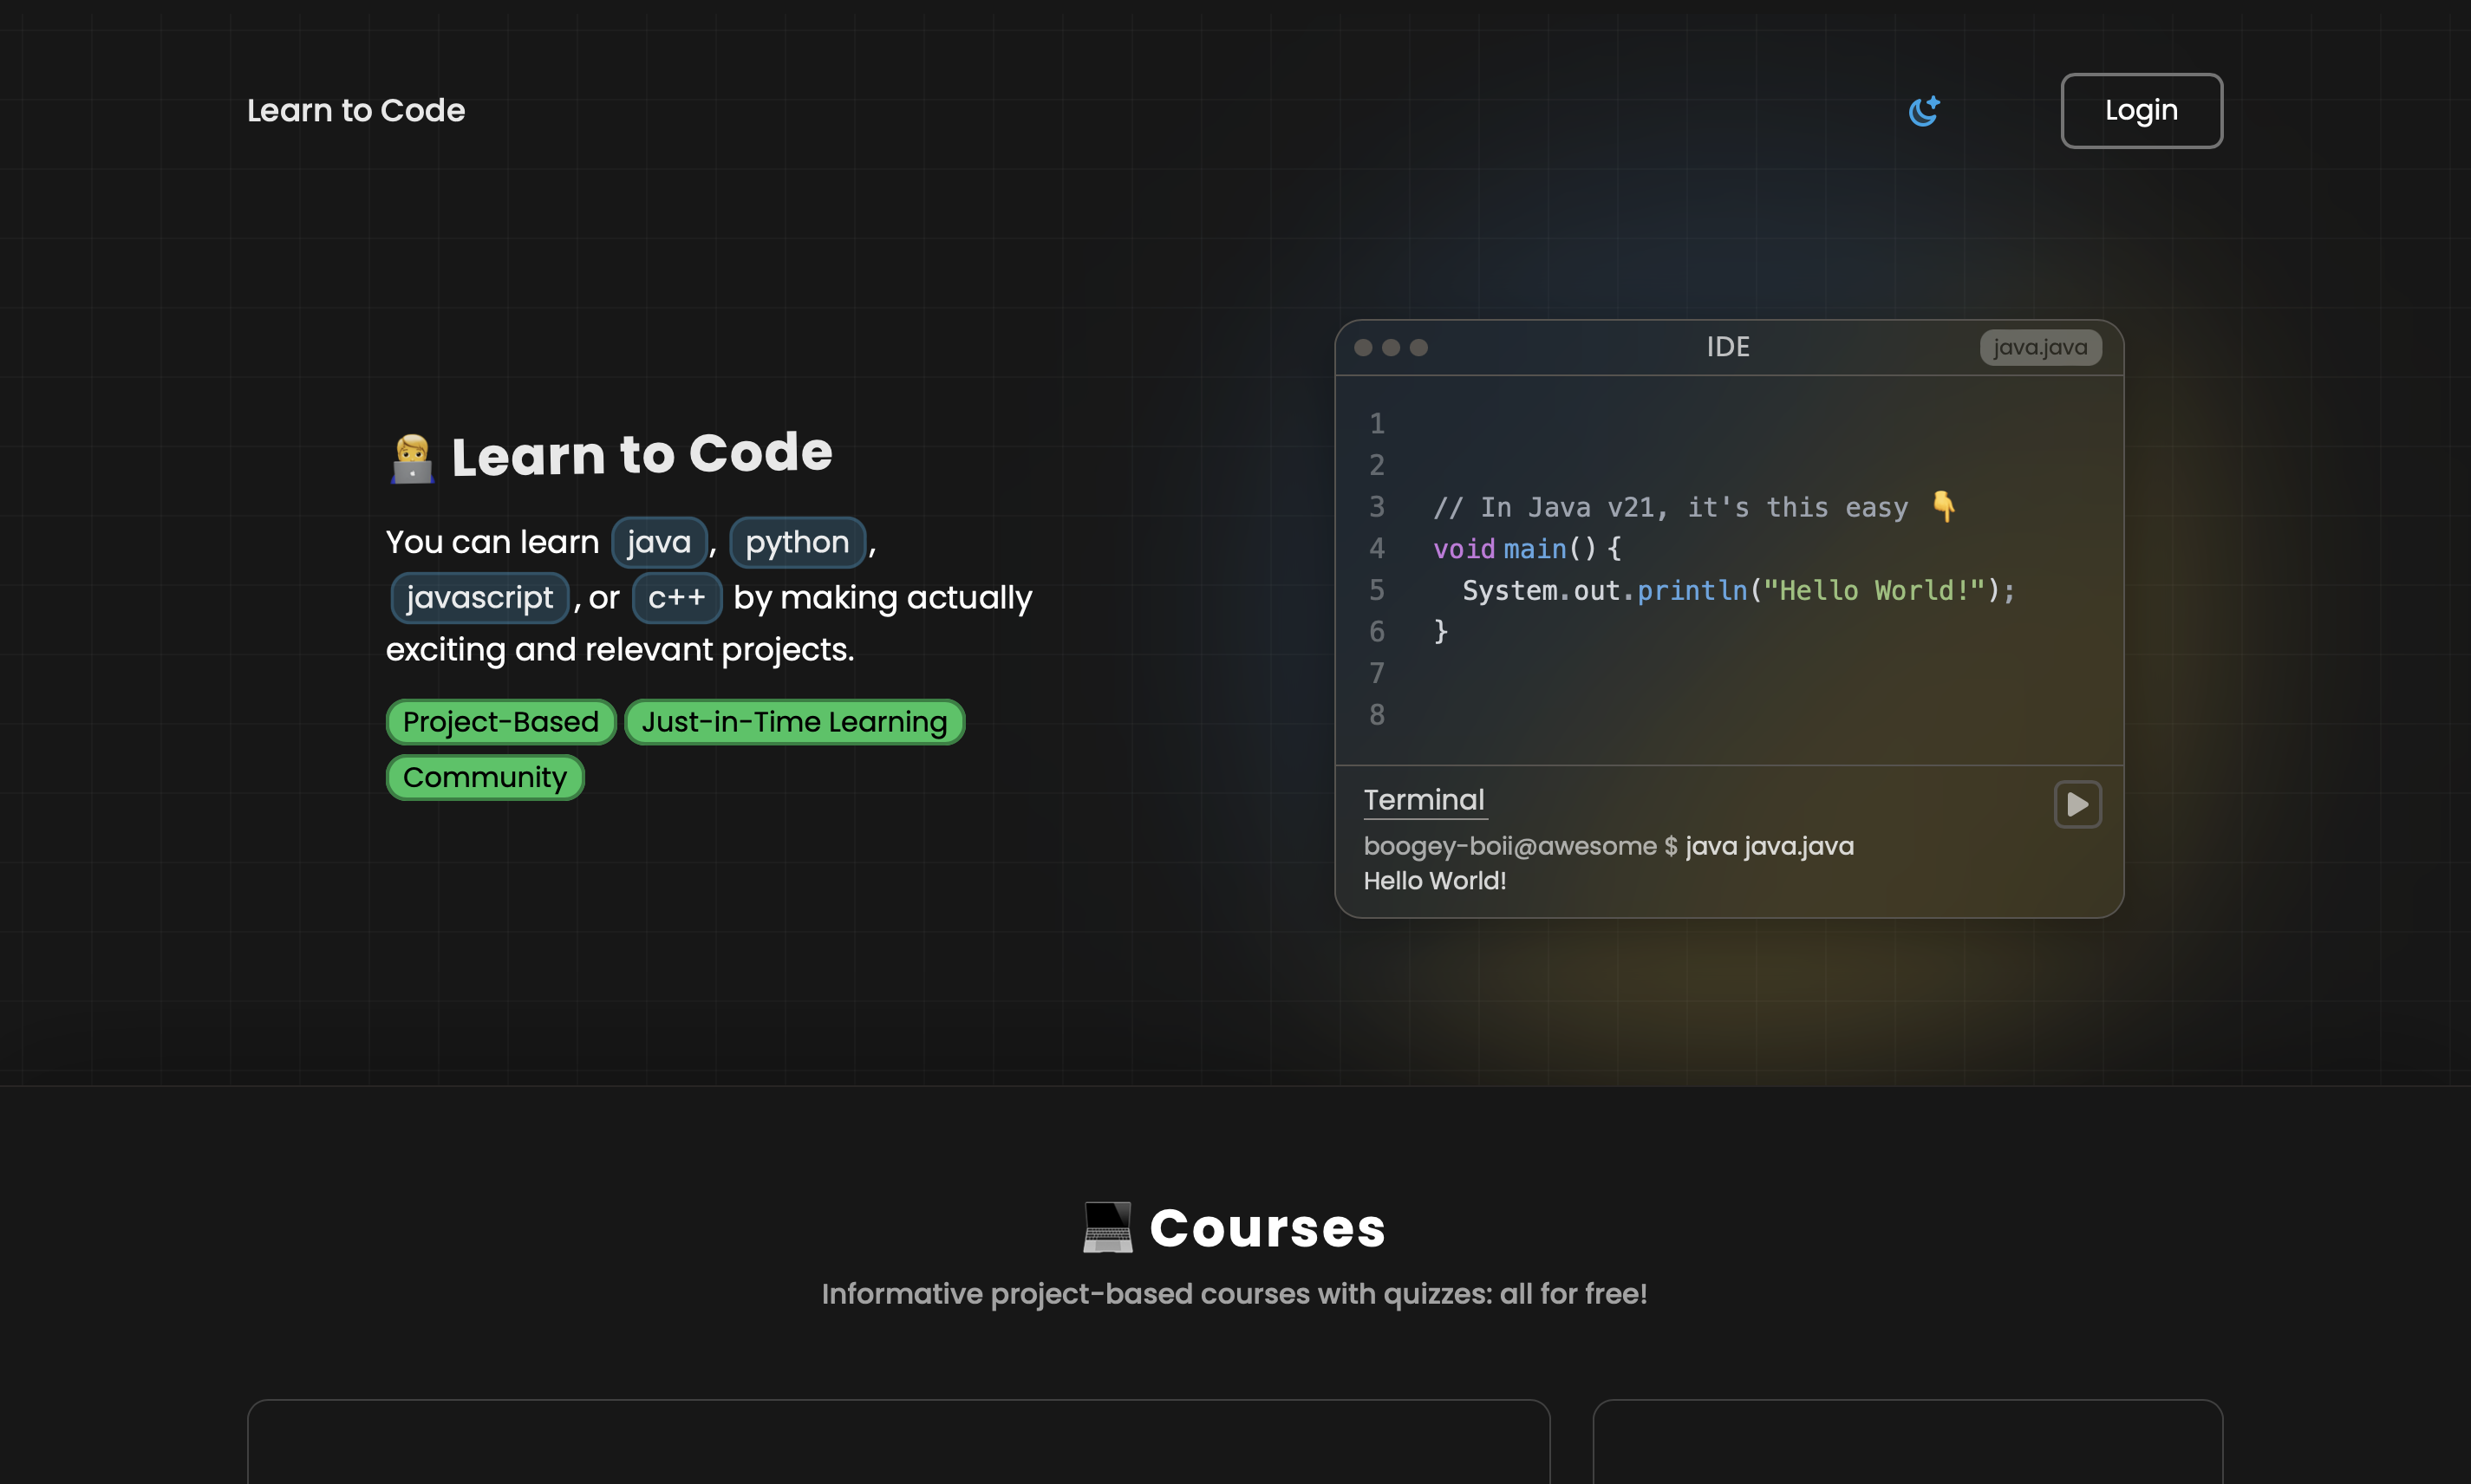 Learn to Code
Login
👨‍💻 Learn to Code
You can learn java, python,
javascript, or c++ by making actually
exciting and relevant projects.
Project-Based Just-in-Time Learning
Community
IDE java.java
1
2
3 // In Java v21, it's this easy 👇
4 void main() {
5 System.out.println("Hello World!");
6 }
7
8
Terminal
boogey-boii@awesome $ java java.java
Hello World!
💻 Courses
Informative project-based courses with quizzes: all for free!